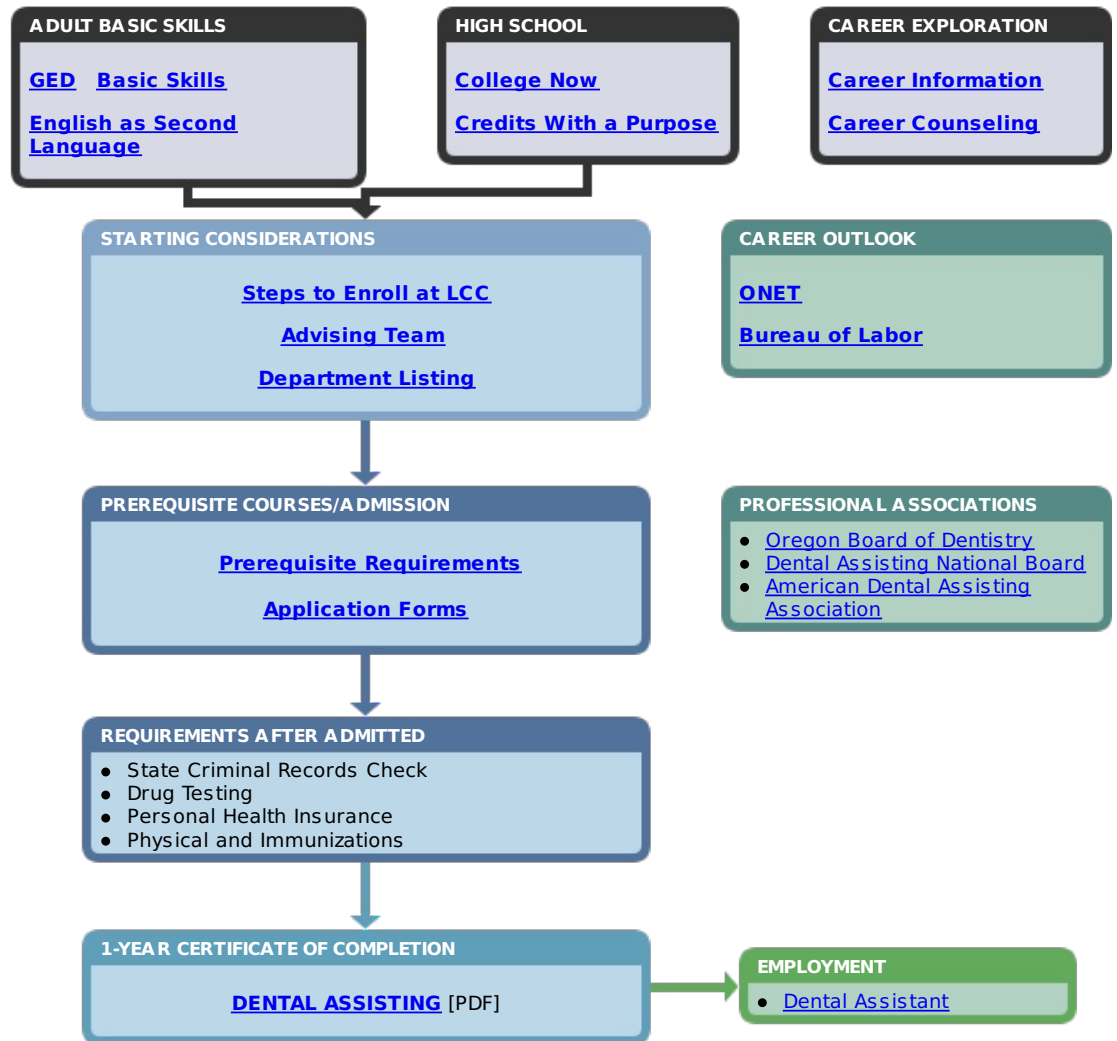 ADULT BASIC SKILLS
GED Basic Skills
English as Second
Language
HIGH SCHOOL
College Now
Credits With a Purpose
CAREER EXPLORATION
Career Information
Career Counseling
STARTING CONSIDERATIONS
Steps to Enroll at LCC
Advising Team
Department Listing
CAREER OUTLOOK
ONET
Bureau of Labor
PREREQUISITE COURSES/ADMISSION
Prerequisite Requirements
Application Forms
PROFESSIONAL ASSOCIATIONS
● Oregon Board of Dentistry
● Dental Assisting National Board
● American Dental Assisting
Association
REQUIREMENTS AFTER ADMITTED
● State Criminal Records Check
● Drug Testing
● Personal Health Insurance
● Physical and Immunizations
1-YEAR CERTIFICATE OF COMPLETION
DENTAL ASSISTING [PDF]
EMPLOYMENT
● Dental Assistant